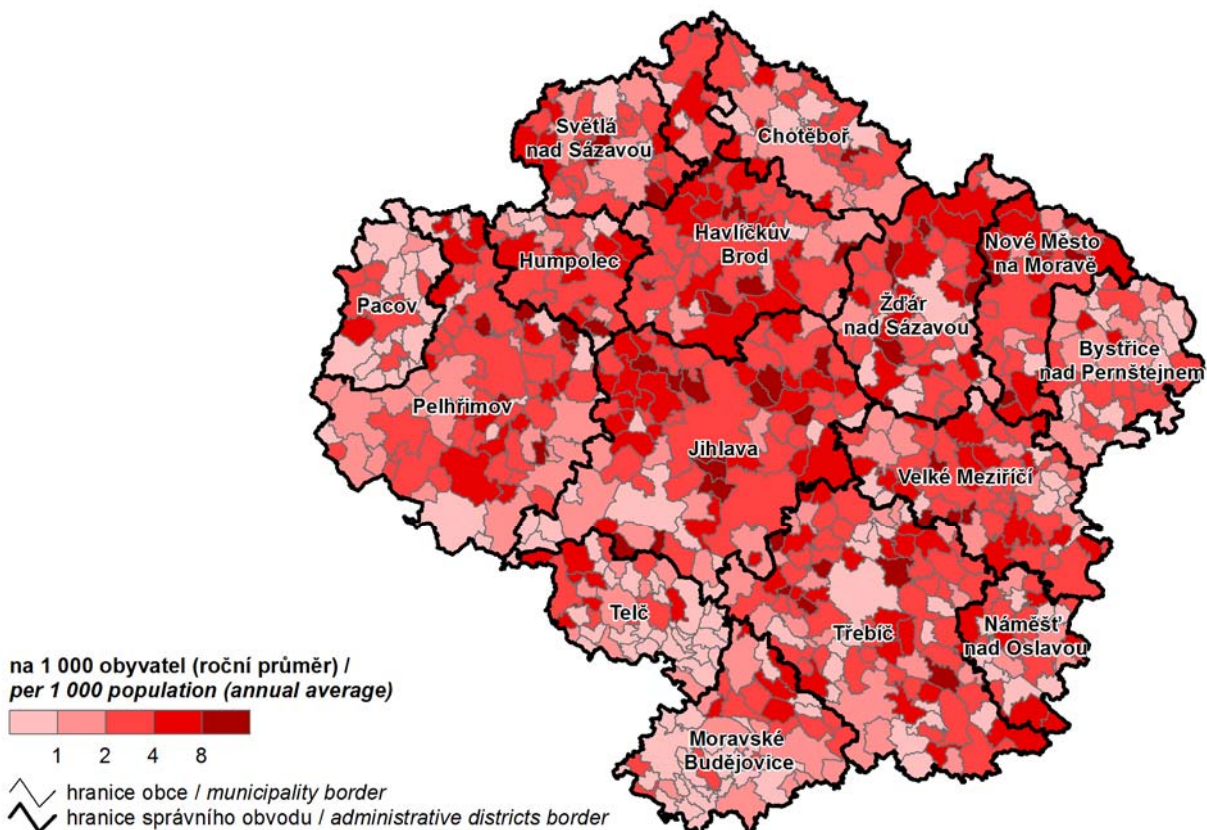 Světlá
nad Sázavou
Chotěboř
Havlíčkův
Brod
Humpolec
Nové Město
na Moravě
Pacov
Žďár
nad Sázavou
Bystřice
nad Pernštejnem
Pelhřimov
Jihlava
Velké Meziříčí
Telč
Třebíč
Náměšť
nad Oslavou
Moravské
Budějovice
na 1 000 obyvatel (roční průměr) /
per 1 000 population (annual average)
1 2 4 8
hranice obce / municipality border
hranice správního obvodu / administrative districts border